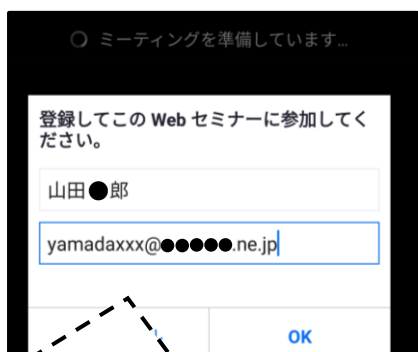 ミーティングを準備しています...
登録してこの Web セミナーに参加してく
ださい。
山田●郎
yamadaxxx@●●●●●.ne.jp
OK